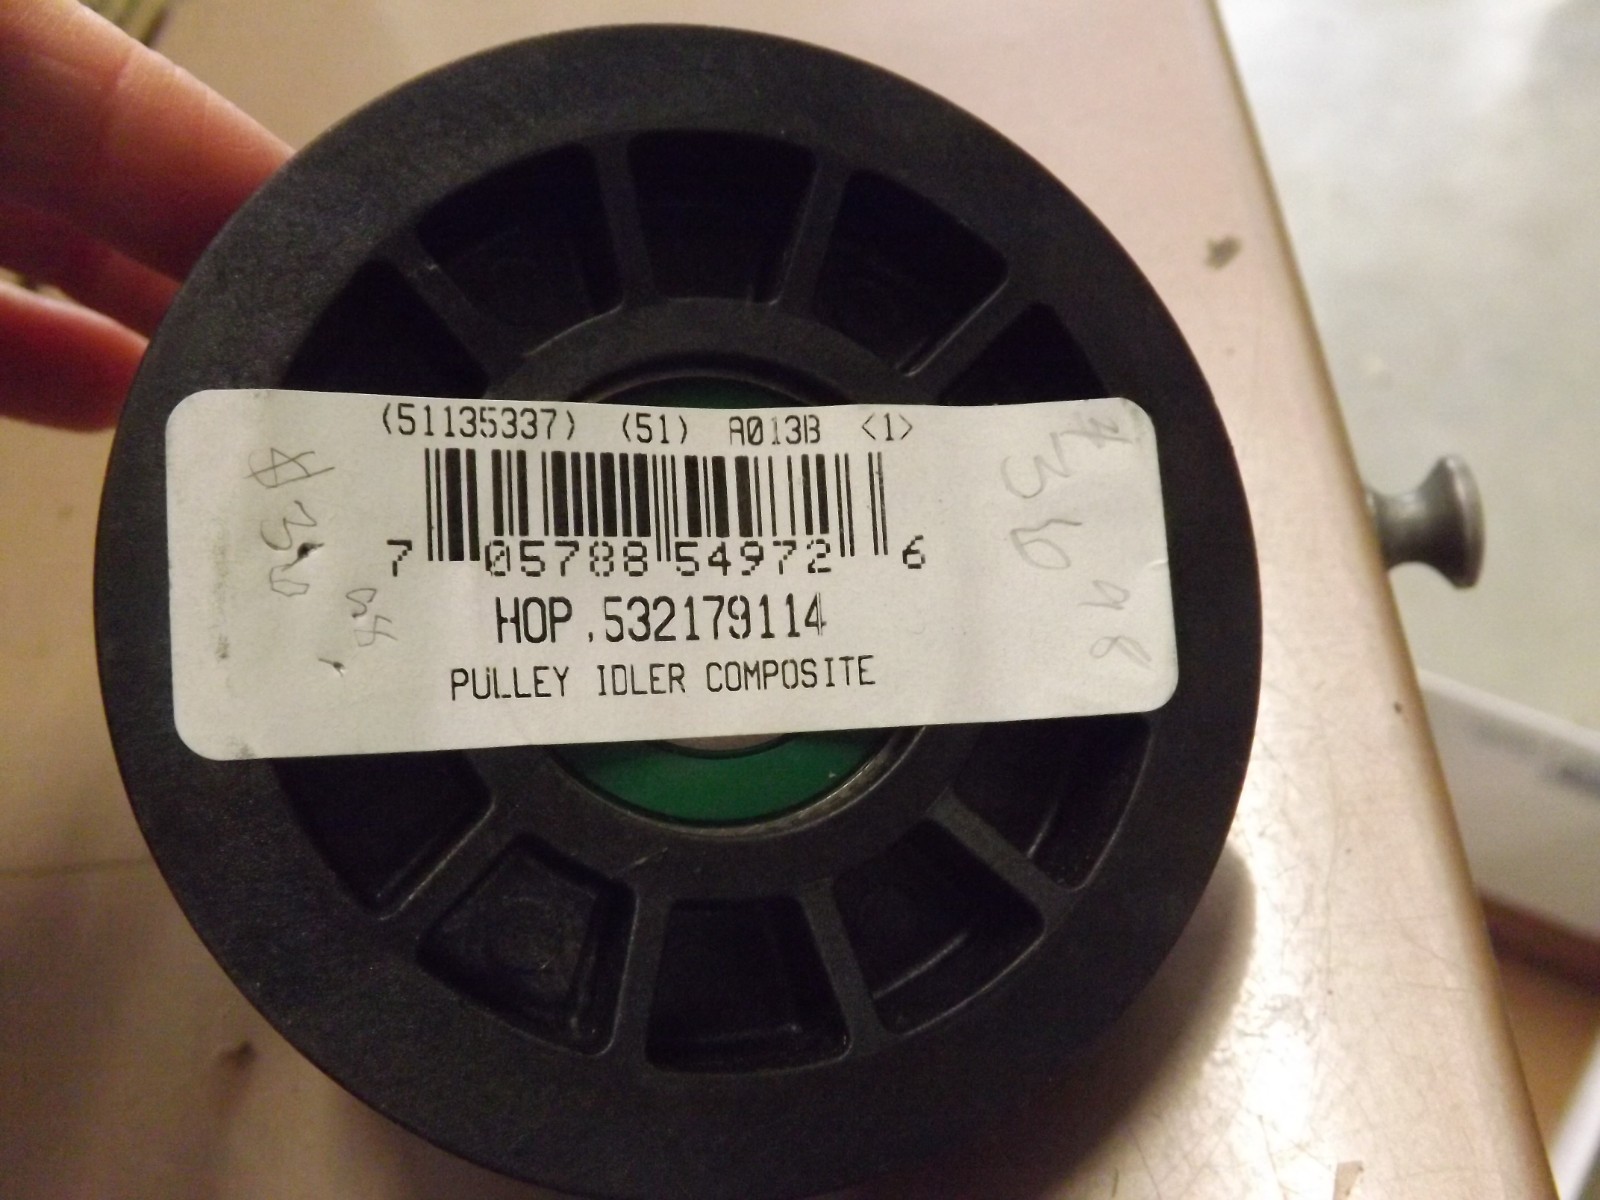 (51135337) (51) A013B <1>
7 05788 54972 6
HOP.532179114
PULLEY IDLER COMPOSITE